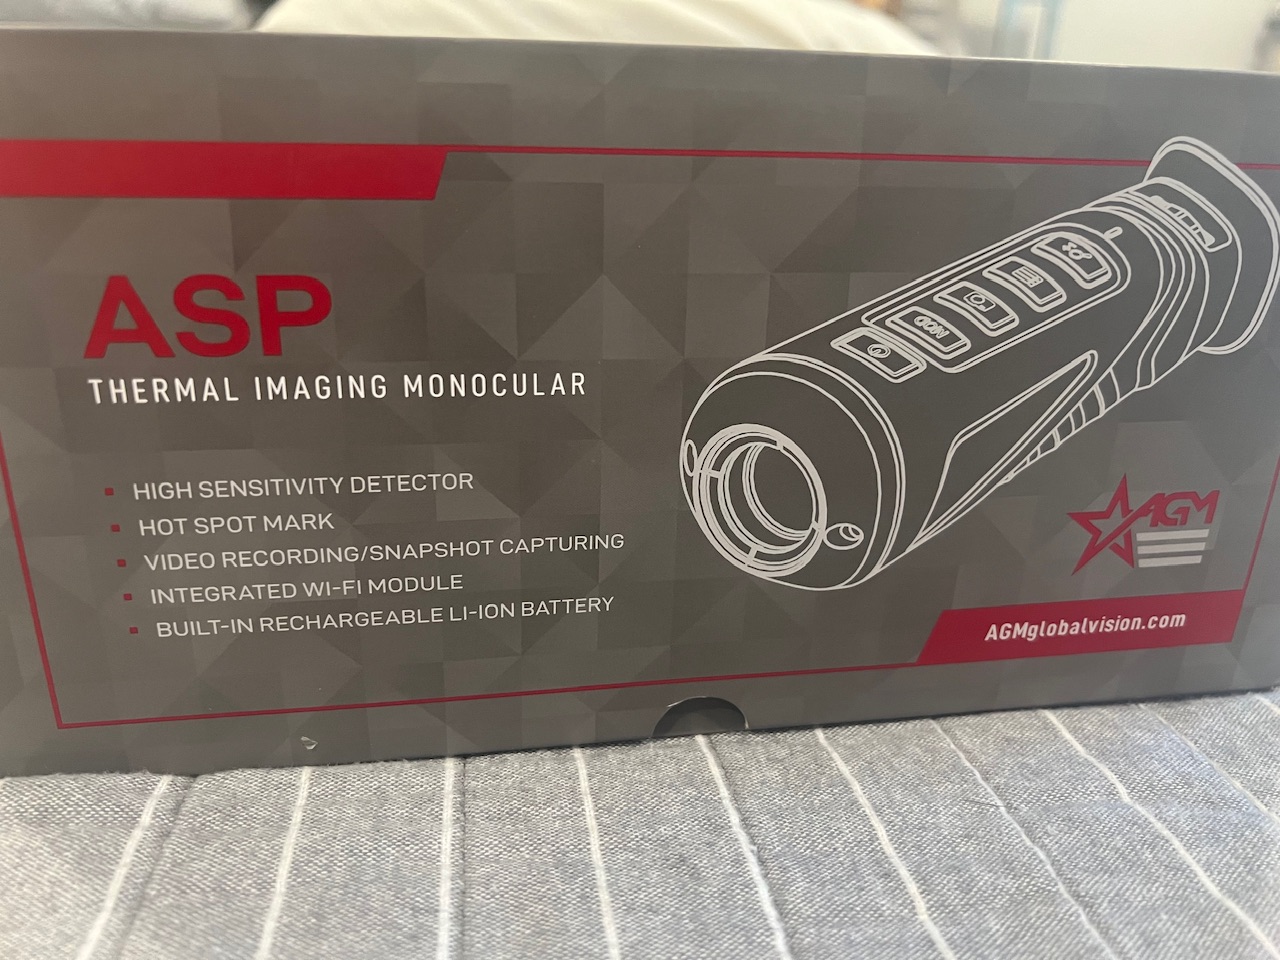 ASP
THERMAL IMAGING MONOCULAR
HIGH SENSITIVITY DETECTOR
HOT SPOT MARK
VIDEO RECORDING/SNAPSHOT CAPTURING
INTEGRATED WI-FI MODULE
BUILT-IN RECHARGEABLE LI-ION BATTERY
AGM
AGMglobalvision.com